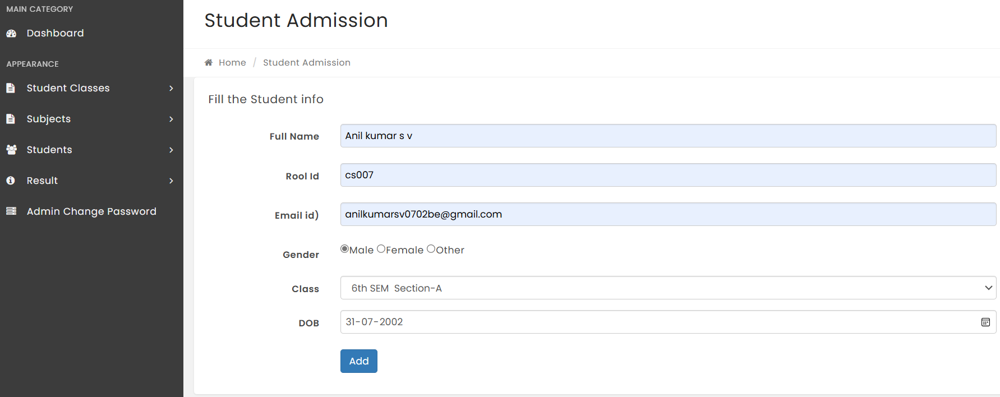 MAIN CATEGORY
Dashboard
APPEARANCE
Student Classes
Subjects
Students
Result
Admin Change Password
Student Admission
Home / Student Admission
Fill the Student info
Full Name Anil kumar s v
Rool Id cs007
Email id) anilkumarsv0702be@gmail.com
Gender Male Female Other
Class 6th SEM Section-A
DOB 31-07-2002
Add